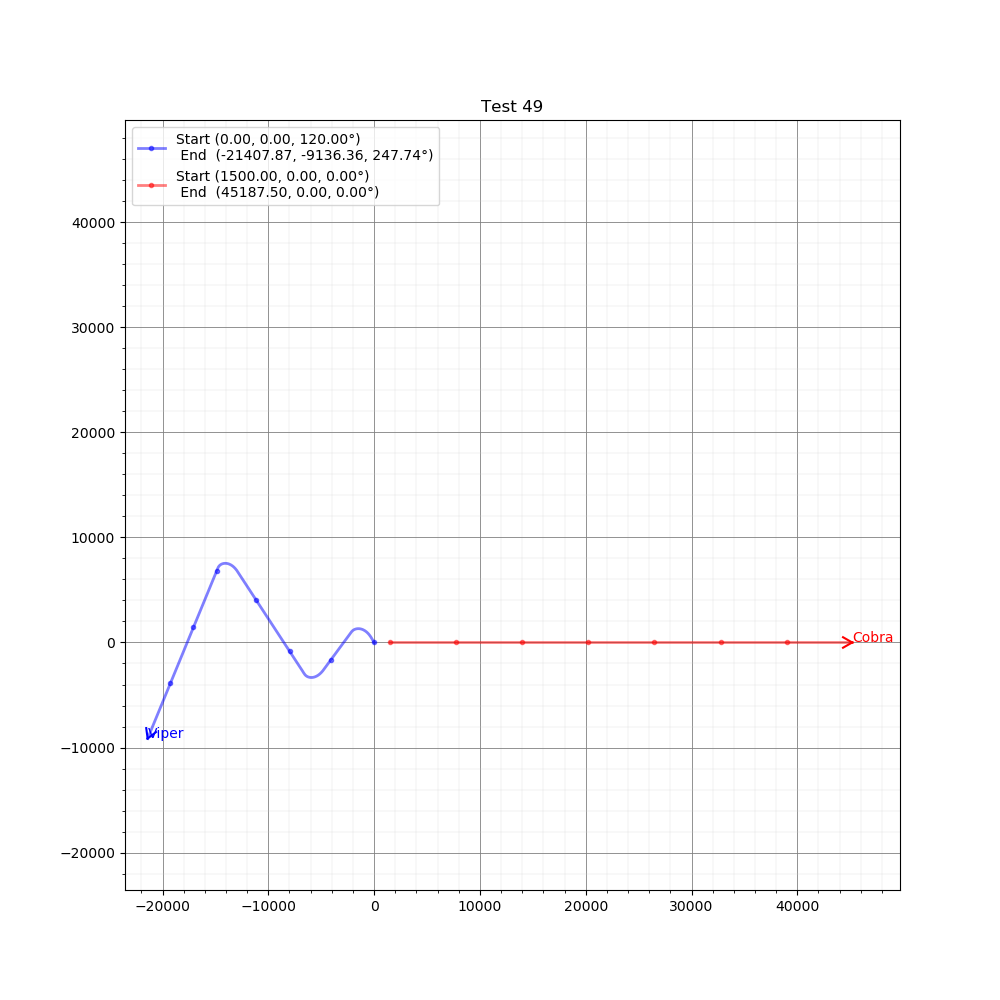 Test 49
Start (0.00, 0.00, 120.00°)
End (-21407.87, -9136.36, 247.74°)
Start (1500.00, 0.00, 0.00°)
End (45187.50, 0.00, 0.00°)
40000
30000
20000
10000
0
−10000
−20000
Cobra
Viper
−20000 −10000 0 10000 20000 30000 40000